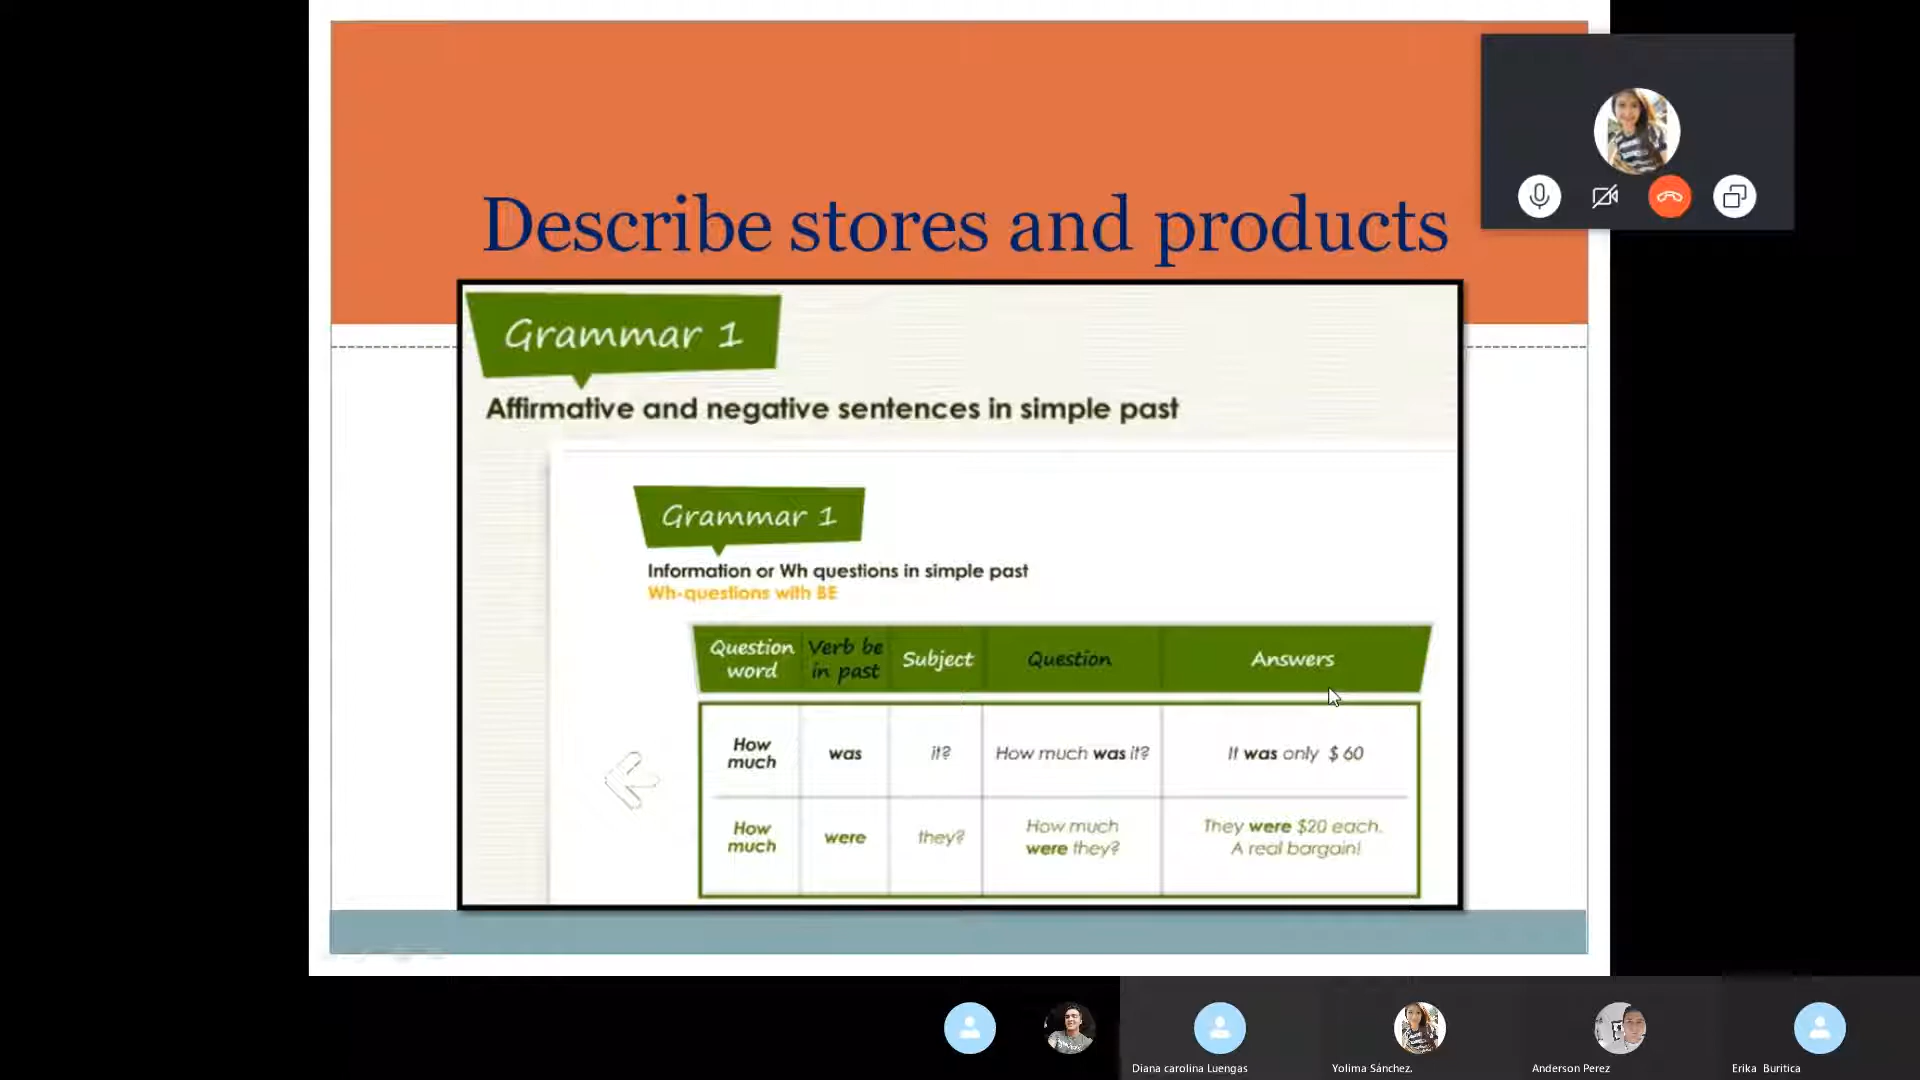 Describe stores and products
Grammar 1
Affirmative and negative sentences in simple past
Grammar 1
Information or Wh questions in simple past
Wh-questions with BE
Question word
Verb be in past
Subject
Question
Answers
How much
was
it?
How much was it?
It was only $ 60
How much
were
they?
How much were they?
They were $20 each.
A real bargain!
Diana carolina Luengas
Yolima Sánchez.
Anderson Perez
Erika Buritica